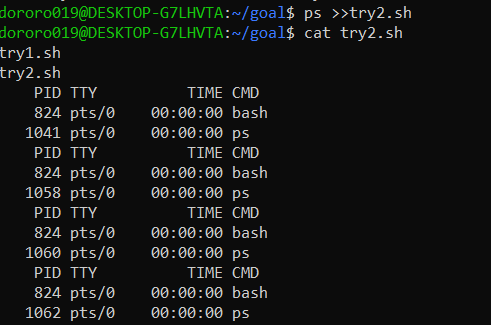 dororo019@DESKTOP-G7LHVTA:~/goal$ ps >>try2.sh
dororo019@DESKTOP-G7LHVTA:~/goal$ cat try2.sh
try1.sh
try2.sh
    PID TTY          TIME CMD
    824 pts/0    00:00:00 bash
   1041 pts/0    00:00:00 ps
    PID TTY          TIME CMD
    824 pts/0    00:00:00 bash
   1058 pts/0    00:00:00 ps
    PID TTY          TIME CMD
    824 pts/0    00:00:00 bash
   1060 pts/0    00:00:00 ps
    PID TTY          TIME CMD
    824 pts/0    00:00:00 bash
   1062 pts/0    00:00:00 ps